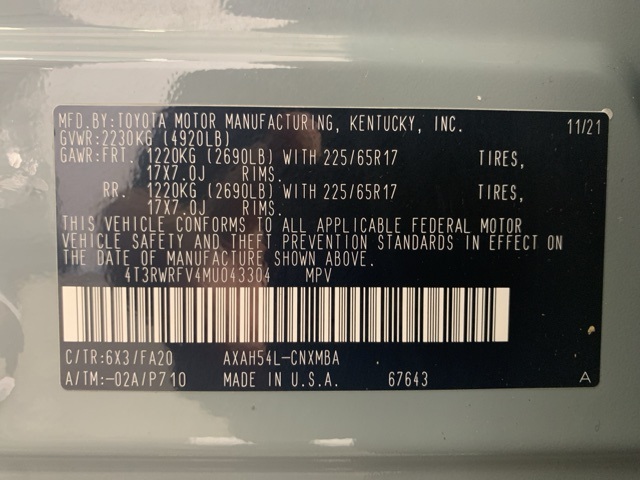 MFD.BY:TOYOTA MOTOR MANUFACTURING, KENTUCKY, INC. 11/21
GVWR:2230KG (4920LB)
GAWR:FRT. 1220KG (2690LB) WITH 225/65R17 TIRES,
17X7.0J RIMS.
RR. 1220KG (2690LB) WITH 225/65R17 TIRES,
17X7.0J RIMS.
THIS VEHICLE CONFORMS TO ALL APPLICABLE FEDERAL MOTOR
VEHICLE SAFETY AND THEFT PREVENTION STANDARDS IN EFFECT ON
THE DATE OF MANUFACTURE SHOWN ABOVE.
4T3RWRFV4MU043304 MPV
C/TR:6X3/FA20 AXAH54L-CNXMBA
A/TM:-02A/P710 MADE IN U.S.A. 67643 A